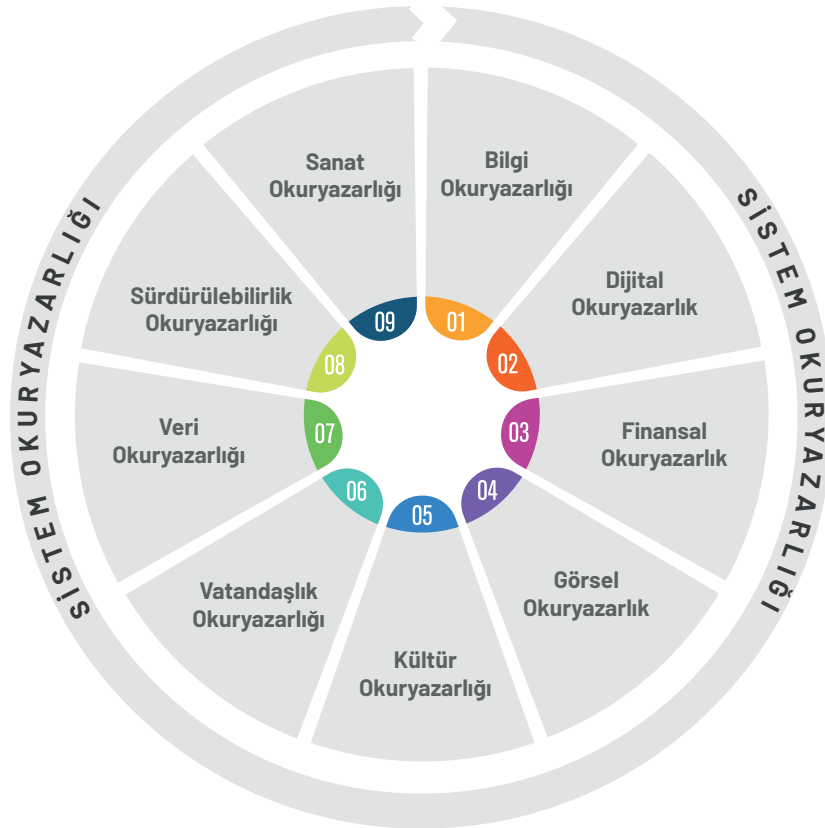 SİSTEM OKURYAZARLIĞI
SİSTEM OKURYAZARLIĞI
Bilgi
Okuryazarlığı
01
Dijital
Okuryazarlık
02
Finansal
Okuryazarlık
03
Görsel
Okuryazarlık
04
Kültür
Okuryazarlığı
05
Vatandaşlık
Okuryazarlığı
06
Veri
Okuryazarlığı
07
Sürdürülebilirlik
Okuryazarlığı
08
Sanat
Okuryazarlığı
09